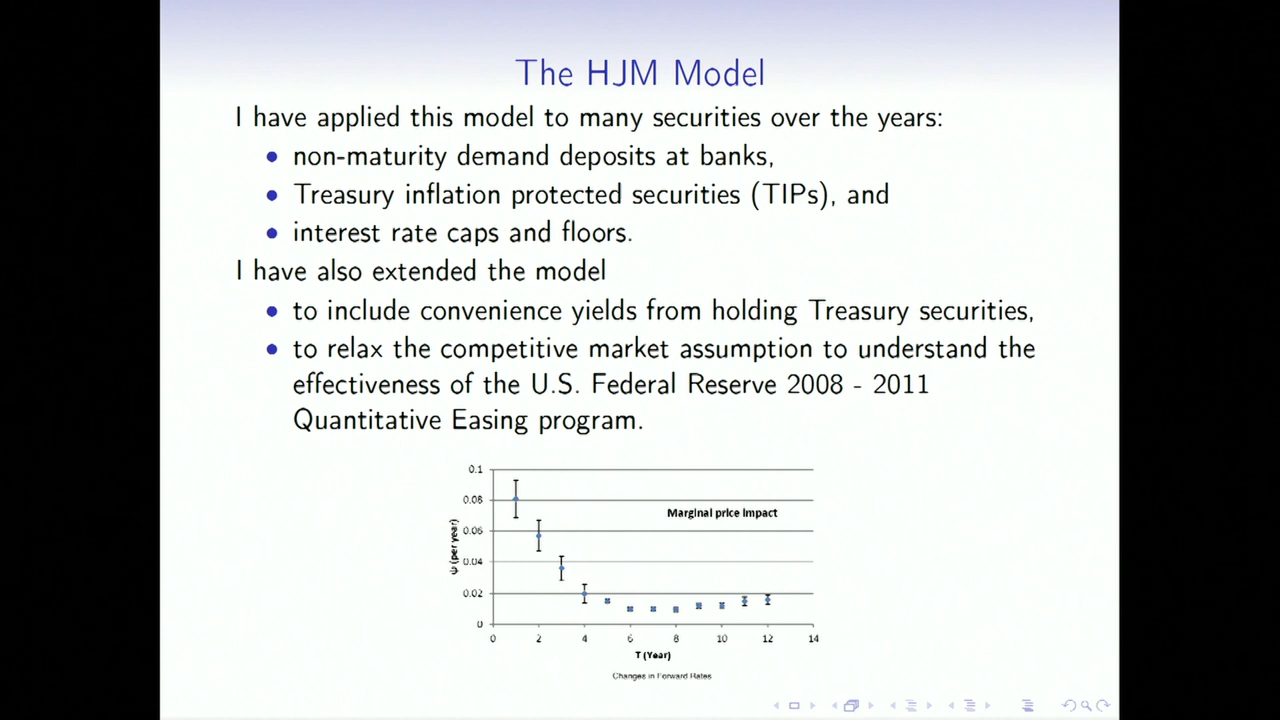 The HJM Model
I have applied this model to many securities over the years:
non-maturity demand deposits at banks,
Treasury inflation protected securities (TIPs), and
interest rate caps and floors.
I have also extended the model
to include convenience yields from holding Treasury securities,
to relax the competitive market assumption to understand the
effectiveness of the U.S. Federal Reserve 2008 - 2011
Quantitative Easing program.
Marginal price impact
ψ (per year)
0.1
0.08
0.06
0.04
0.02
0
0 2 4 6 8 10 12 14
T (Year)
Changes in Forward Rates